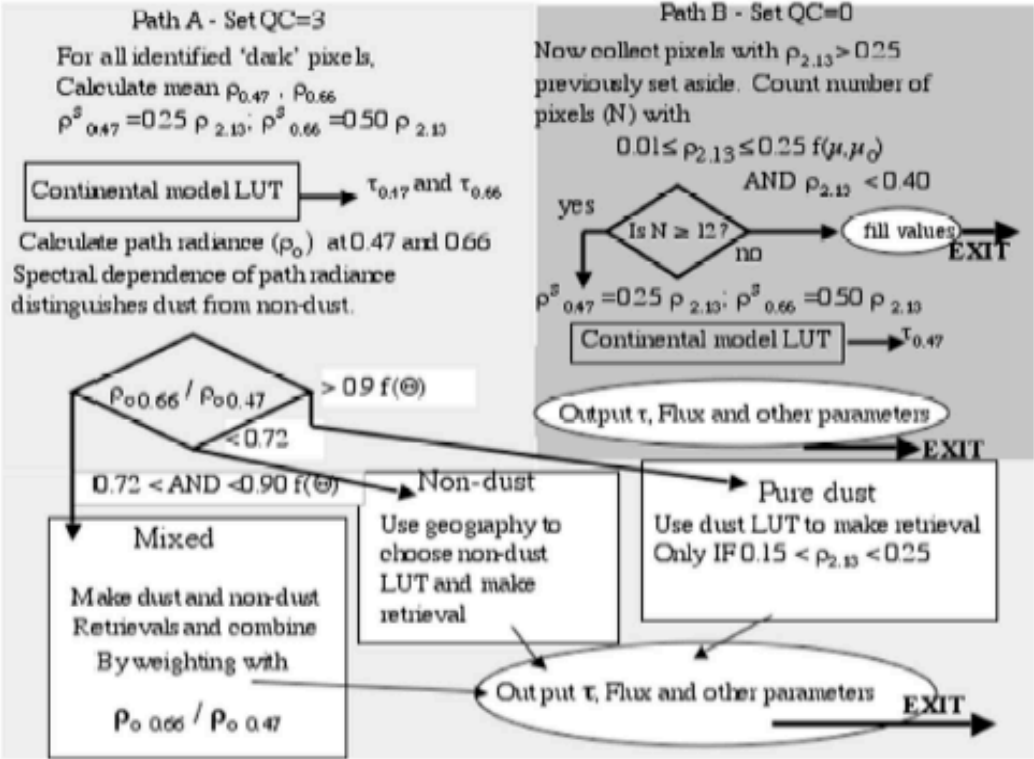 Path A - Set QC=3
For all identified 'dark' pixels,
Calculate mean ρ0.47 , ρ0.66
ρˢ0.47 =0.25 ρ 2.13; ρˢ0.66 =0.50 ρ 2.13
Continental model LUT
τ0.47 and τ0.66
Calculate path radiance (ρo) at 0.47 and 0.66
Spectral dependence of path radiance
distinguishes dust from non-dust.
ρo0.66 / ρo0.47
> 0.9 f(Θ)
<0.72
0.72 < AND <0.90 f(Θ)
Mixed
Make dust and non-dust
Retrievals and combine
By weighting with
ρo 0.66 / ρo 0.47
Non-dust
Use geography to
choose non-dust
LUT and make
retrieval
Pure dust
Use dust LUT to make retrieval
Only IF 0.15 < ρ2.13 <0.25
Output τ, Flux and other parameters
EXIT
Path B - Set QC=0
Now collect pixels with ρ2.13> 0.25
previously set aside. Count number of
pixels (N) with
0.01≤ ρ2.13 ≤ 0.25 f(μ,μo)
AND ρ2.13 <0.40
yes
Is N ≥ 12?
no
fill values
EXIT
ρˢ0.47 =0.25 ρ 2.13; ρˢ0.66 =0.50 ρ 2.13
Continental model LUT
τ0.47
Output τ, Flux and other parameters
EXIT